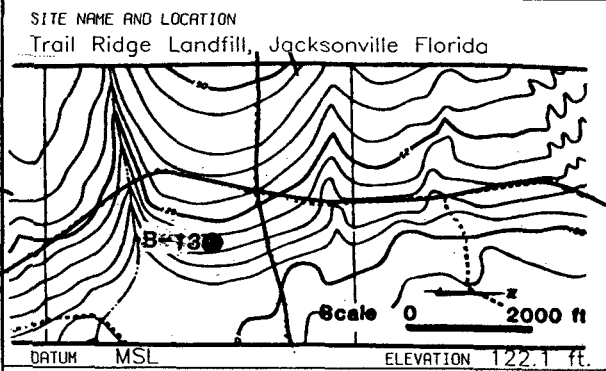 SITE NAME AND LOCATION
Trail Ridge Landfill, Jacksonville Florida
B-13
Scale 0 2000 ft
DATUM MSL ELEVATION 122.1 ft.